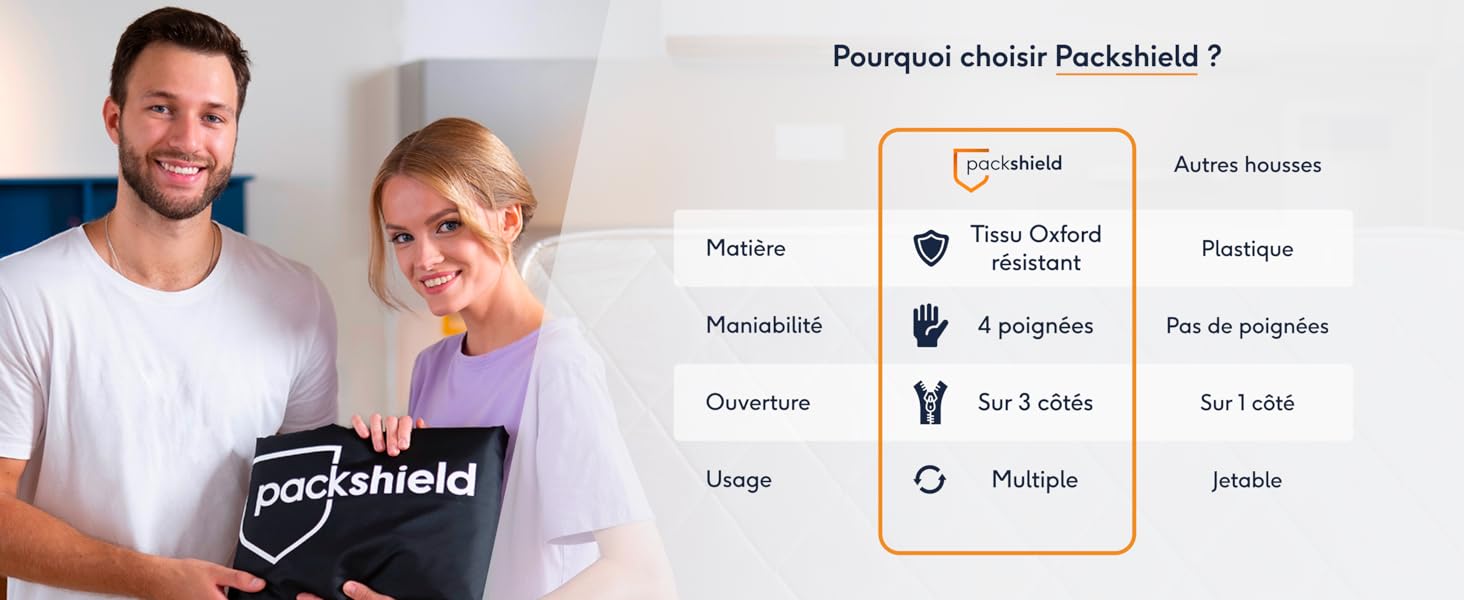 Pourquoi choisir Packshield ?
packshield
Autres housses
Matière
Tissu Oxford
résistant
Plastique
Maniabilité
4 poignées
Pas de poignées
Ouverture
Sur 3 côtés
Sur 1 côté
Usage
Multiple
Jetable
packshield